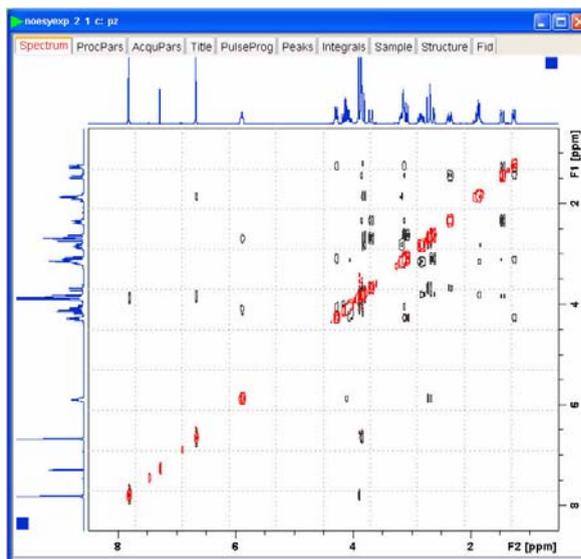 noesyexp 2 1 c: pz
Spectrum ProcPars AcquPars Title PulseProg Peaks Integrals Sample Structure Fid
F1 [ppm]
2
4
6
8
8 6 4 2 F2 [ppm]